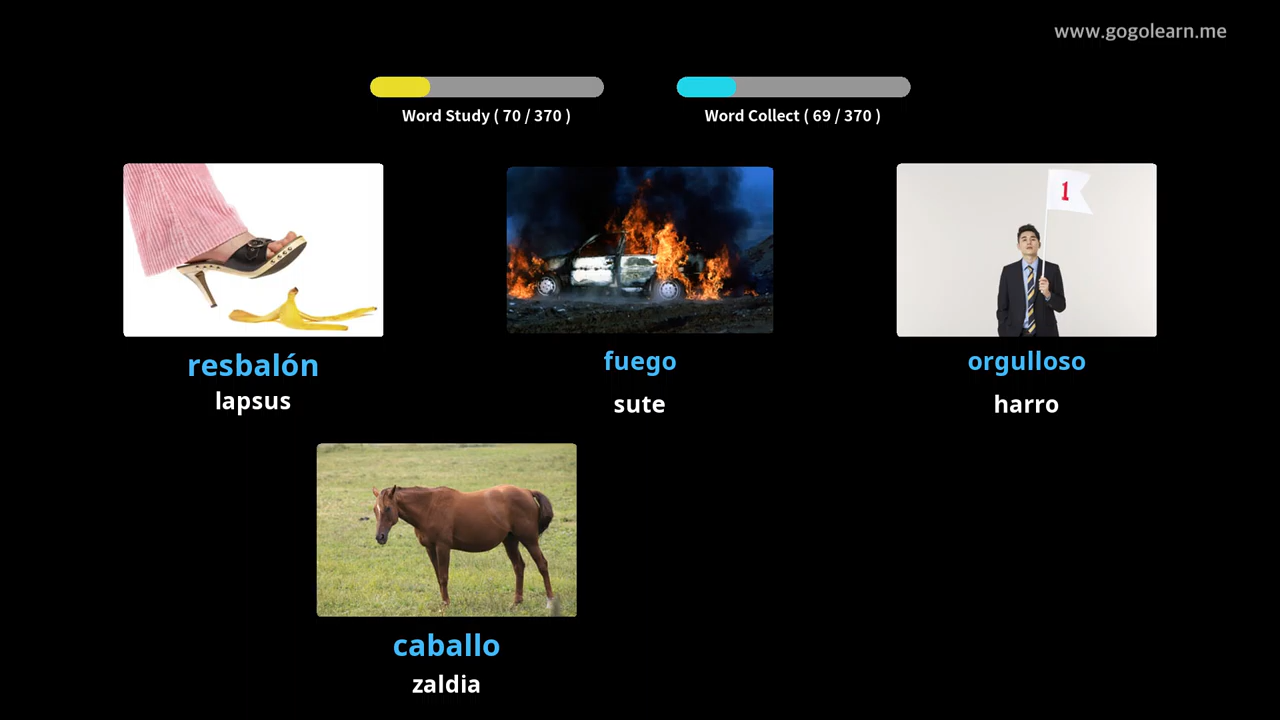 www.gogolearn.me
Word Study ( 70 / 370 )
Word Collect ( 69 / 370 )
1
resbalón
lapsus
fuego
sute
orgulloso
harro
caballo
zaldia